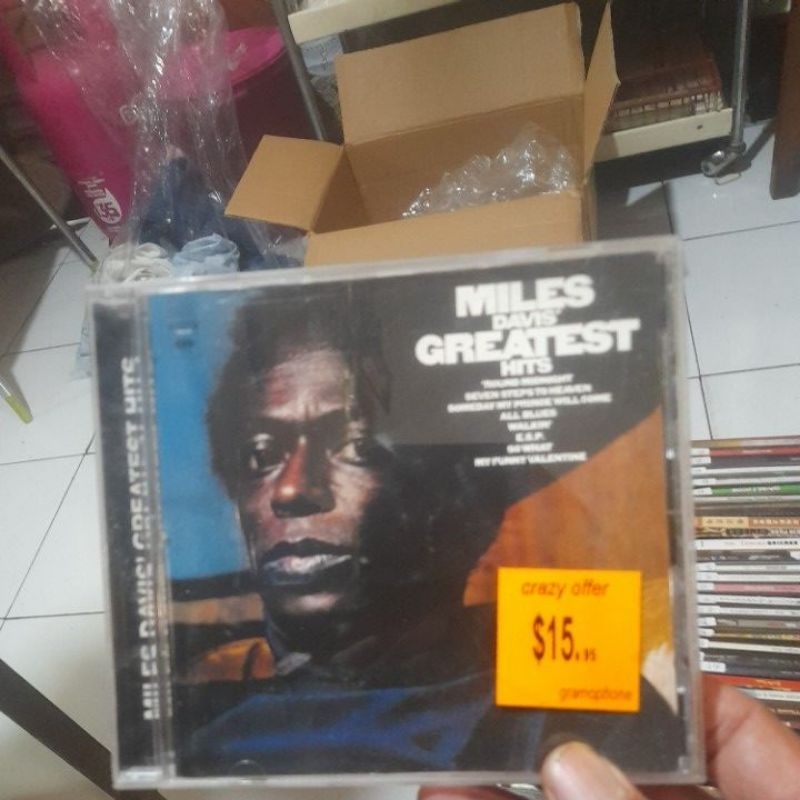 MILES
DAVIS'
GREATEST
HITS
'ROUND MIDNIGHT
SEVEN STEPS TO HEAVEN
SOMEDAY MY PRINCE WILL COME
ALL BLUES
WALKIN'
E.S.P.
SO WHAT
MY FUNNY VALENTINE
MILES DAVIS' GREATEST HITS
crazy offer
$15.95
gramophone